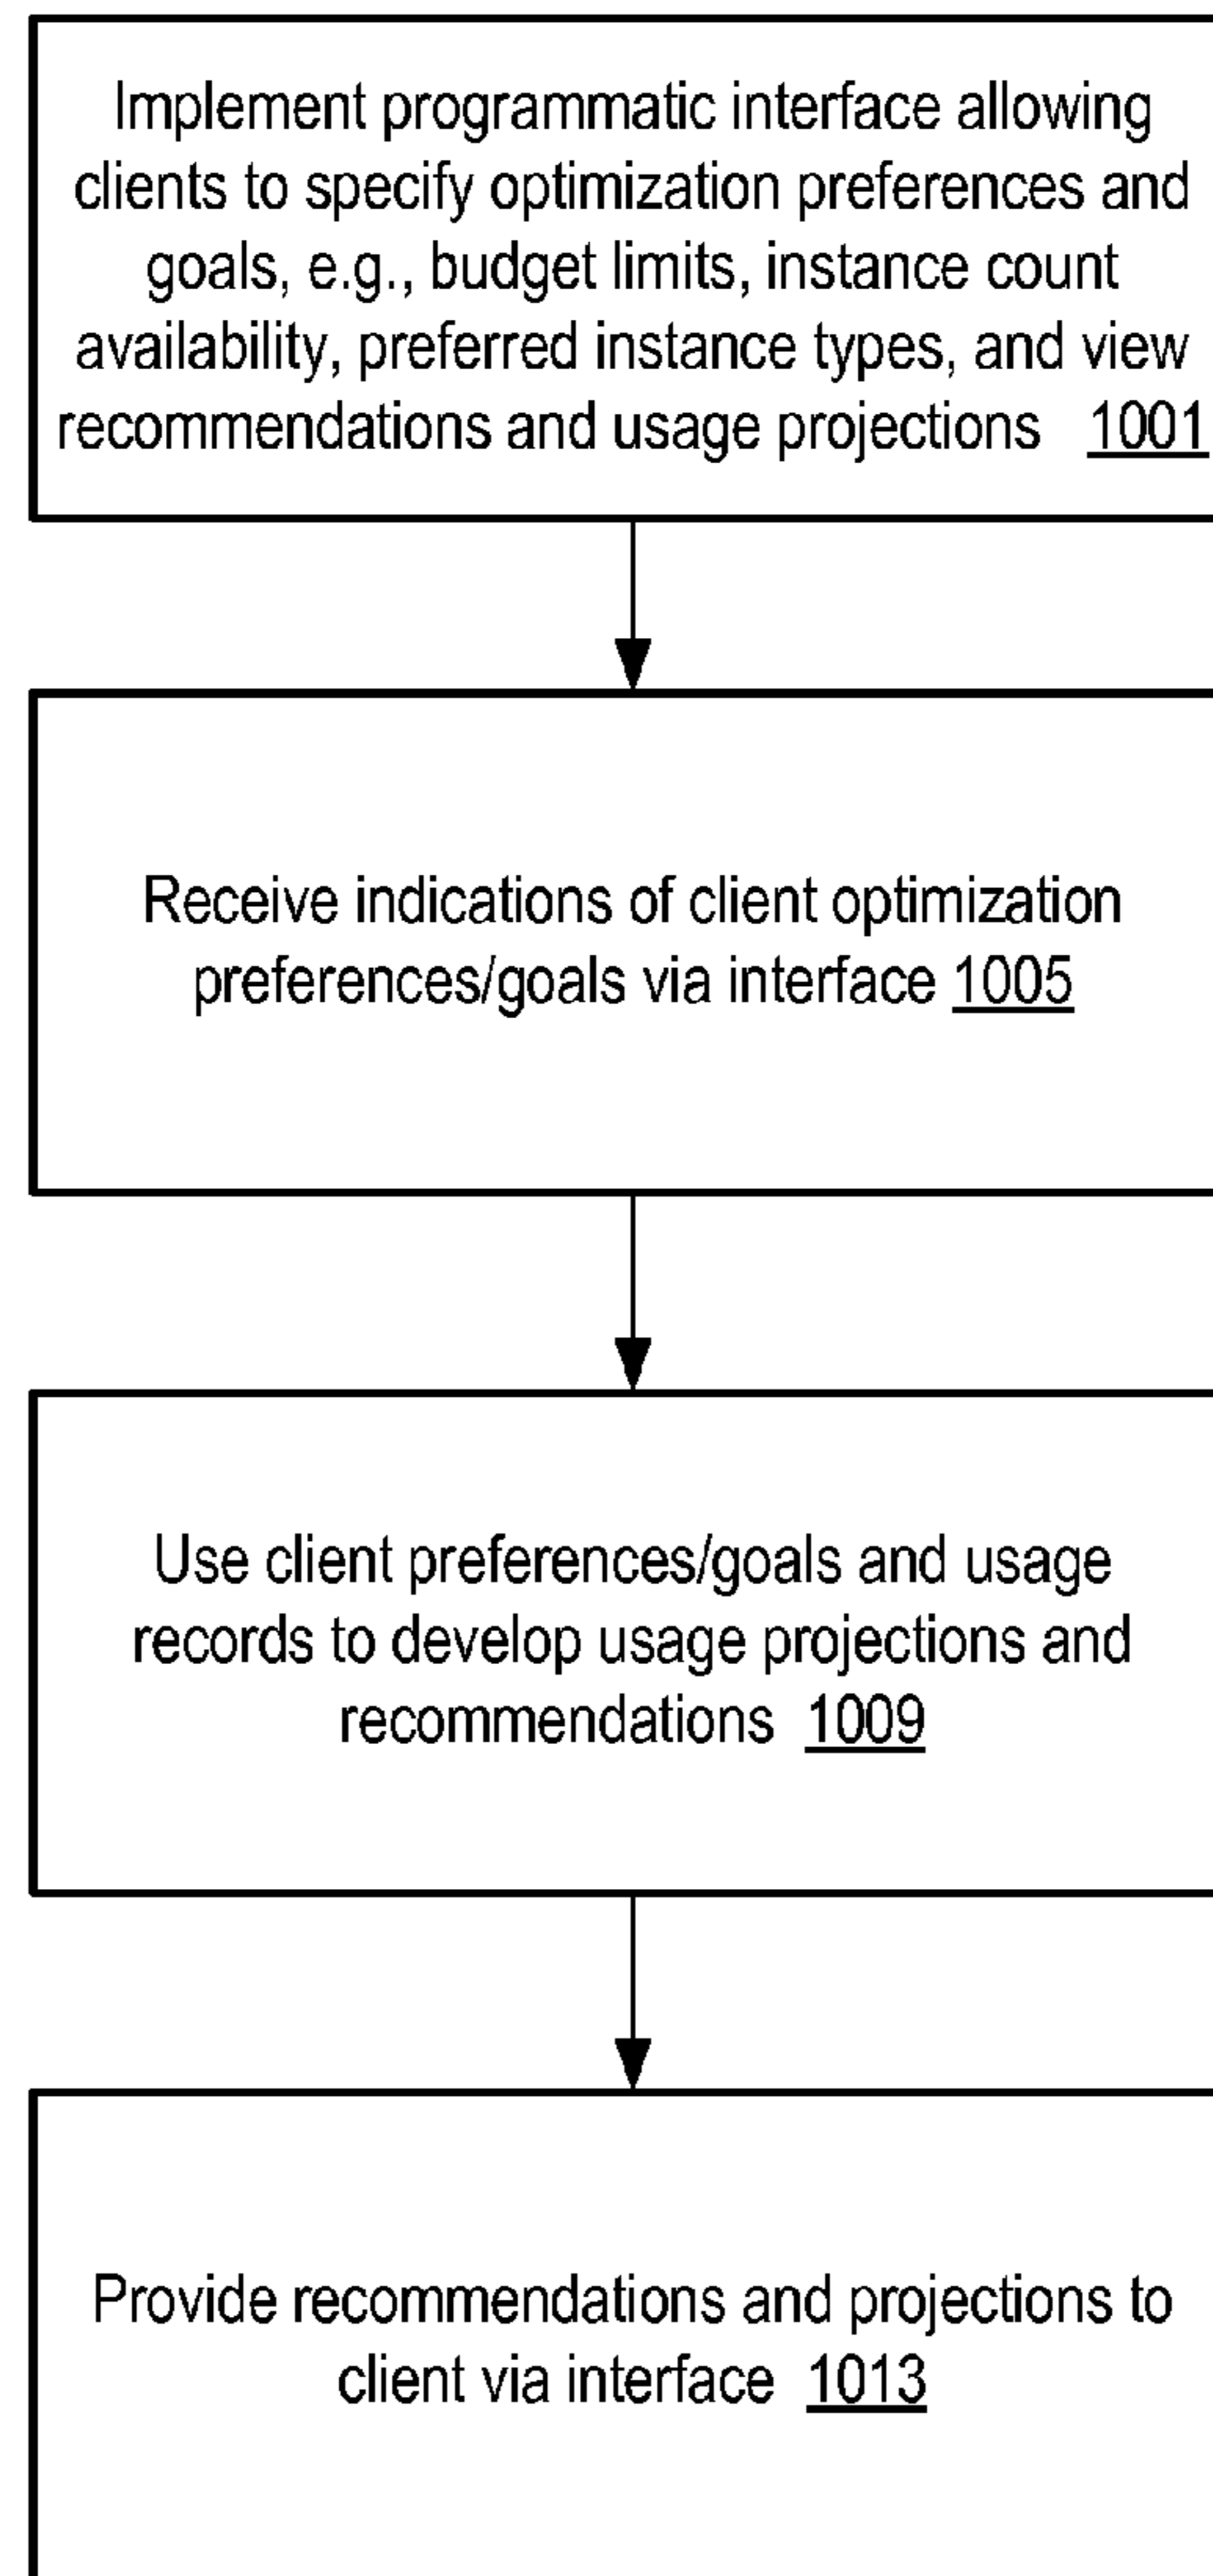 Implement programmatic interface allowing
clients to specify optimization preferences and
goals, e.g., budget limits, instance count
availability, preferred instance types, and view
recommendations and usage projections 1001
Receive indications of client optimization
preferences/goals via interface 1005
Use client preferences/goals and usage
records to develop usage projections and
recommendations 1009
Provide recommendations and projections to
client via interface 1013